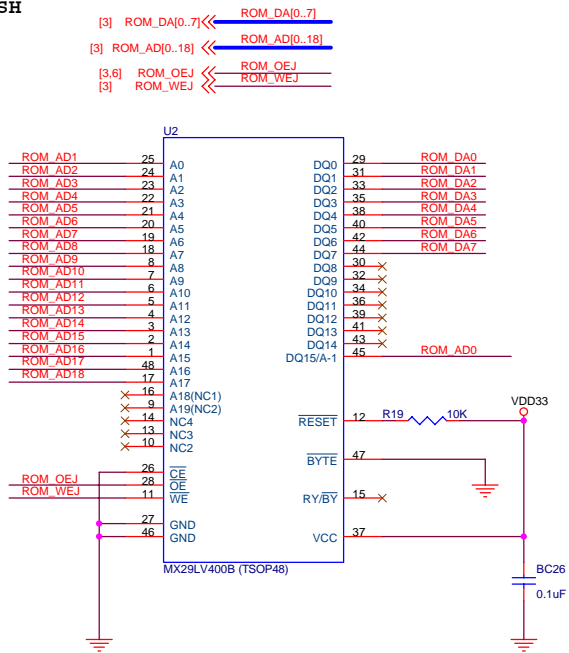 SH
[3] ROM_DA[0..7] ROM_DA[0..7]
[3] ROM_AD[0..18] ROM_AD[0..18]
[3,6] ROM_OEJ ROM_OEJ
[3] ROM_WEJ ROM_WEJ
U2
ROM_AD1 25 A0 DQ0 29 ROM_DA0
ROM_AD2 24 A1 DQ1 31 ROM_DA1
ROM_AD3 23 A2 DQ2 33 ROM_DA2
ROM_AD4 22 A3 DQ3 35 ROM_DA3
ROM_AD5 21 A4 DQ4 38 ROM_DA4
ROM_AD6 20 A5 DQ5 40 ROM_DA5
ROM_AD7 19 A6 DQ6 42 ROM_DA6
ROM_AD8 18 A7 DQ7 44 ROM_DA7
ROM_AD9 8 A8 DQ8 30
ROM_AD10 7 A9 DQ9 32
ROM_AD11 6 A10 DQ10 34
ROM_AD12 5 A11 DQ11 36
ROM_AD13 4 A12 DQ12 39
ROM_AD14 3 A13 DQ13 41
ROM_AD15 2 A14 DQ14 43
ROM_AD16 1 A15 DQ15/A-1 45 ROM_AD0
ROM_AD17 48 A16
ROM_AD18 17 A17
16 A18(NC1)
9 A19(NC2)
14 NC4 RESET 12 R19 10K VDD33
13 NC3
10 NC2
BYTE 47
26 CE
ROM_OEJ 28 OE
ROM_WEJ 11 WE RY/BY 15
27 GND
46 GND VCC 37
MX29LV400B (TSOP48)
BC26
0.1uF